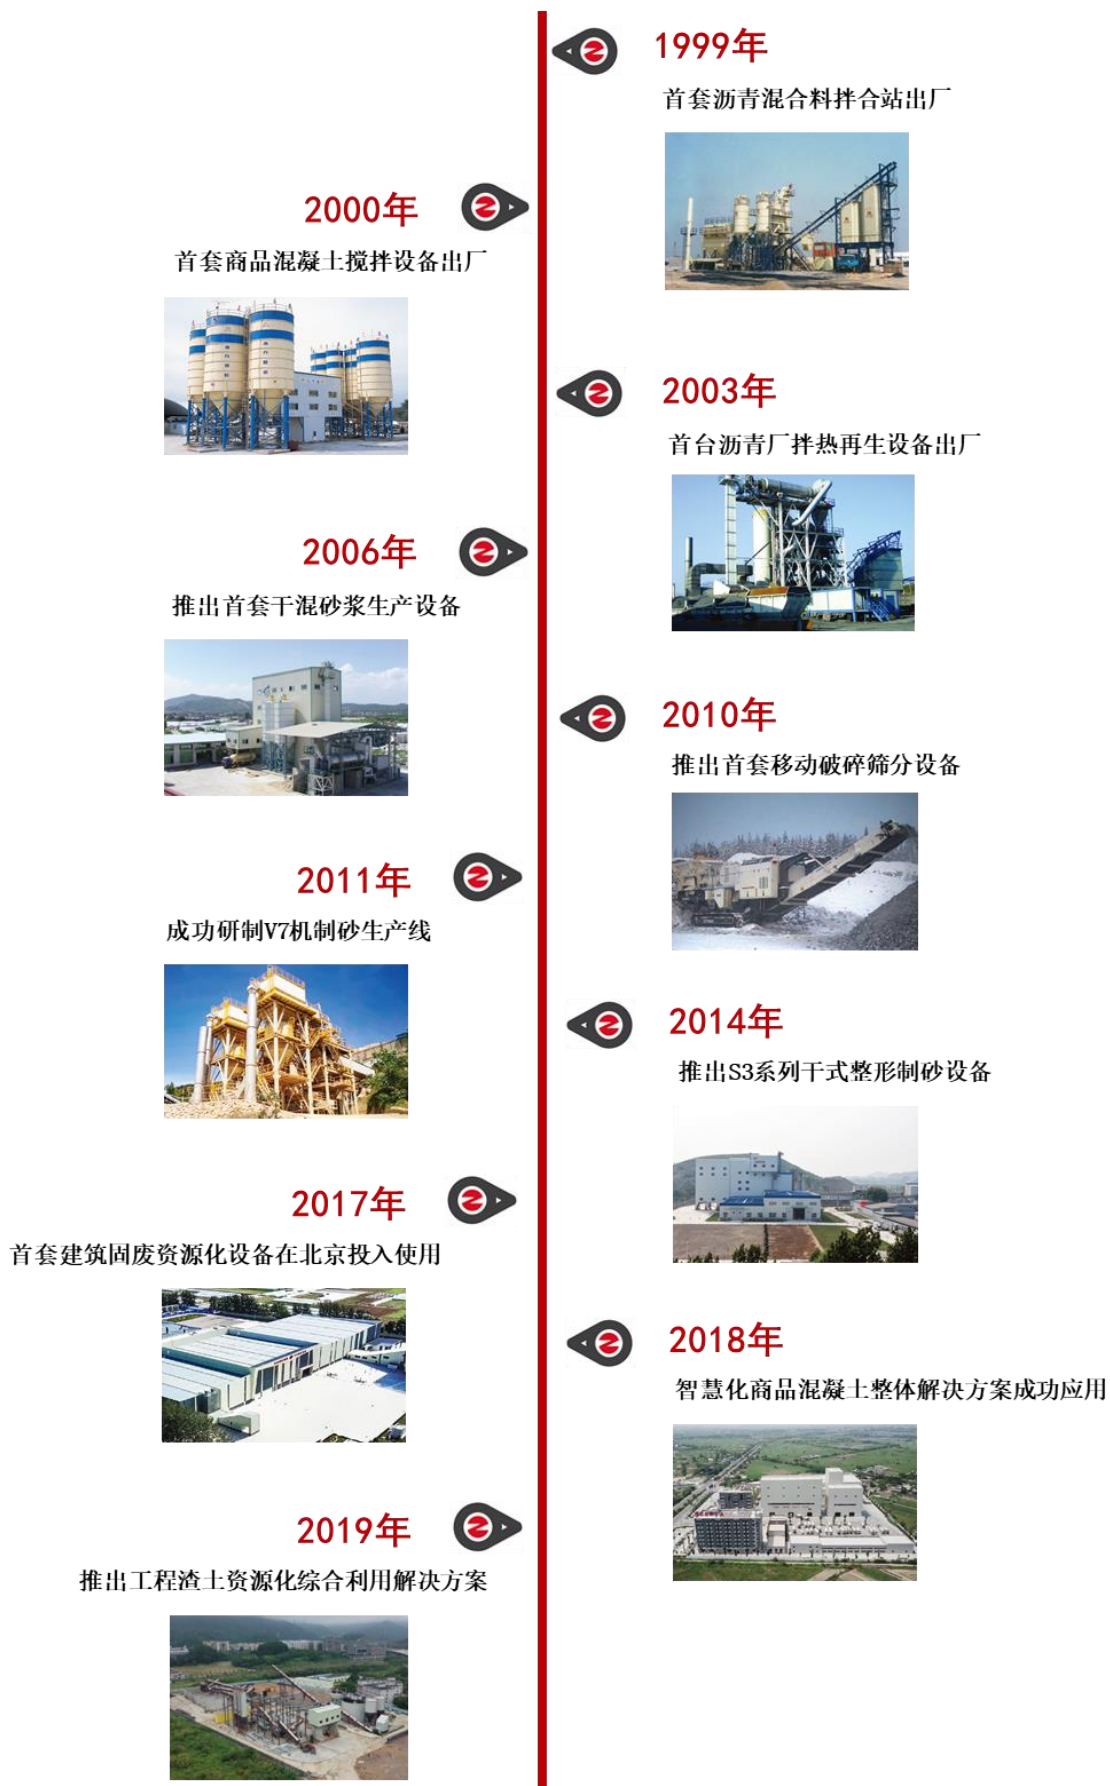 1999年
首套沥青混合料拌合站出厂
2000年
首套商品混凝土搅拌设备出厂
2003年
首台沥青厂拌热再生设备出厂
2006年
推出首套干混砂浆生产设备
2010年
推出首套移动破碎筛分设备
2011年
成功研制V7机制砂生产线
2014年
推出S3系列干式整形制砂设备
2017年
首套建筑固废资源化设备在北京投入使用
2018年
智慧化商品混凝土整体解决方案成功应用
2019年
推出工程渣土资源化综合利用解决方案